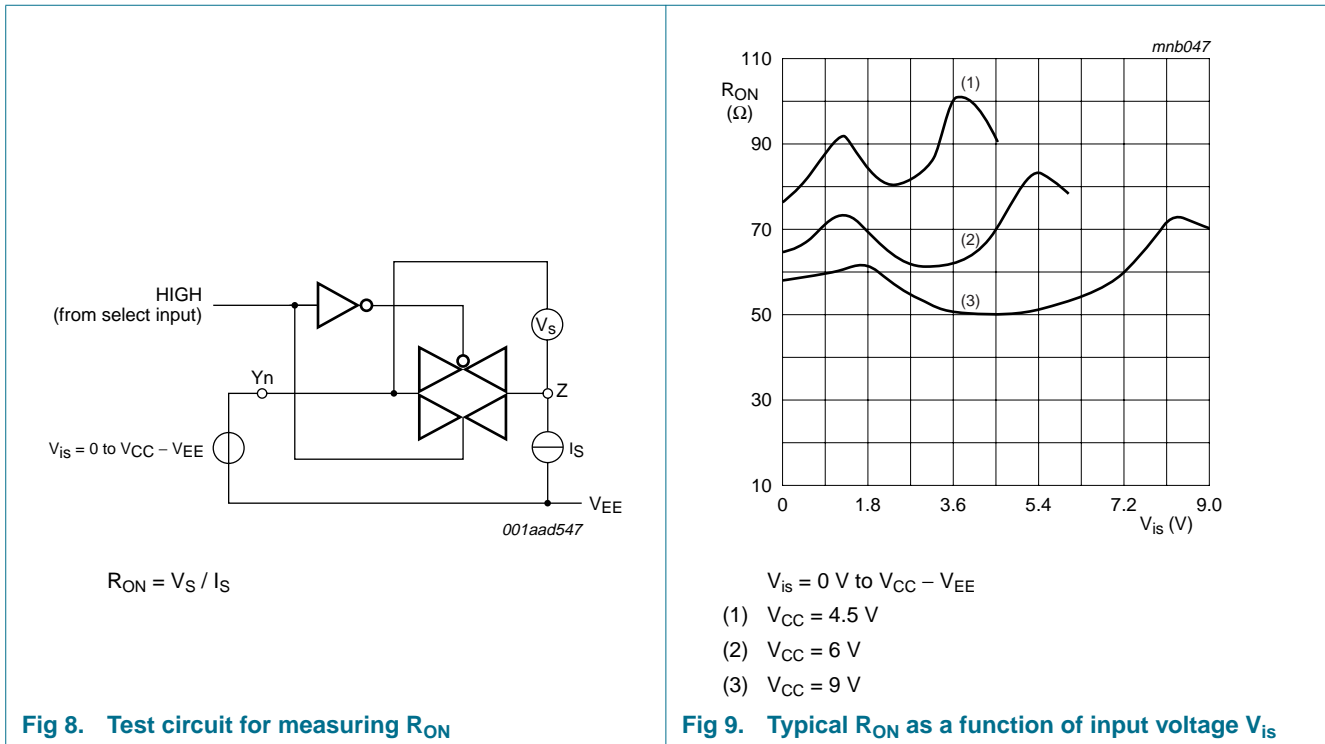 HIGH
(from select input)
Vs
Yn
Z
Vis = 0 to VCC − VEE
IS
VEE
001aad547
RON = VS / IS
Fig 8. Test circuit for measuring RON
mnb047
110
RON
(Ω)
90
70
50
30
10
(1)
(2)
(3)
0 1.8 3.6 5.4 7.2 9.0
Vis (V)
Vis = 0 V to VCC − VEE
(1) VCC = 4.5 V
(2) VCC = 6 V
(3) VCC = 9 V
Fig 9. Typical RON as a function of input voltage Vis